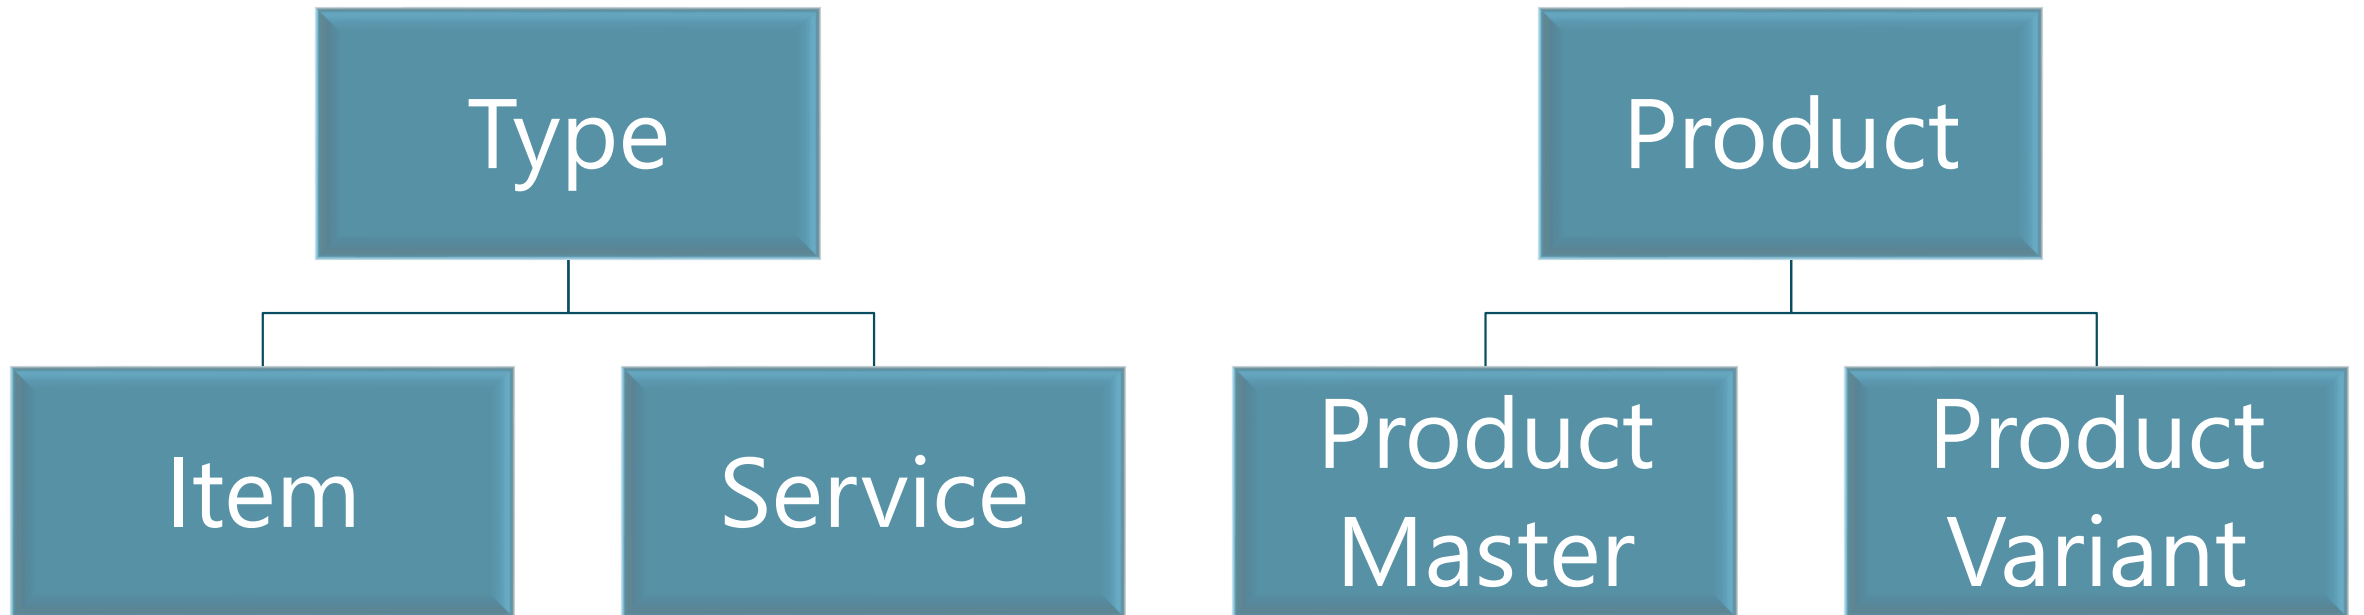 Type
Product
Item
Service
Product
Master
Product
Variant